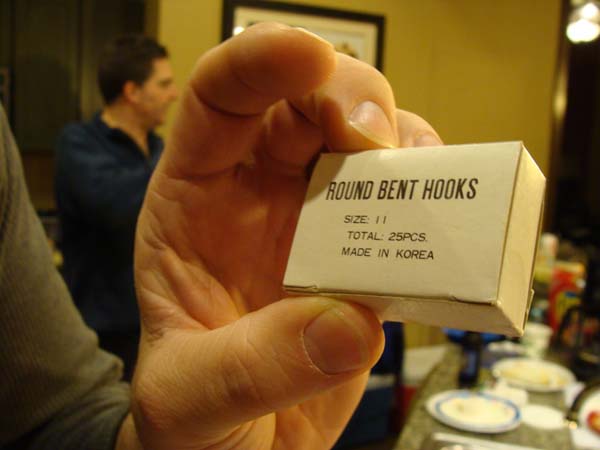 ROUND BENT HOOKS
SIZE: 11
TOTAL: 25PCS.
MADE IN KOREA